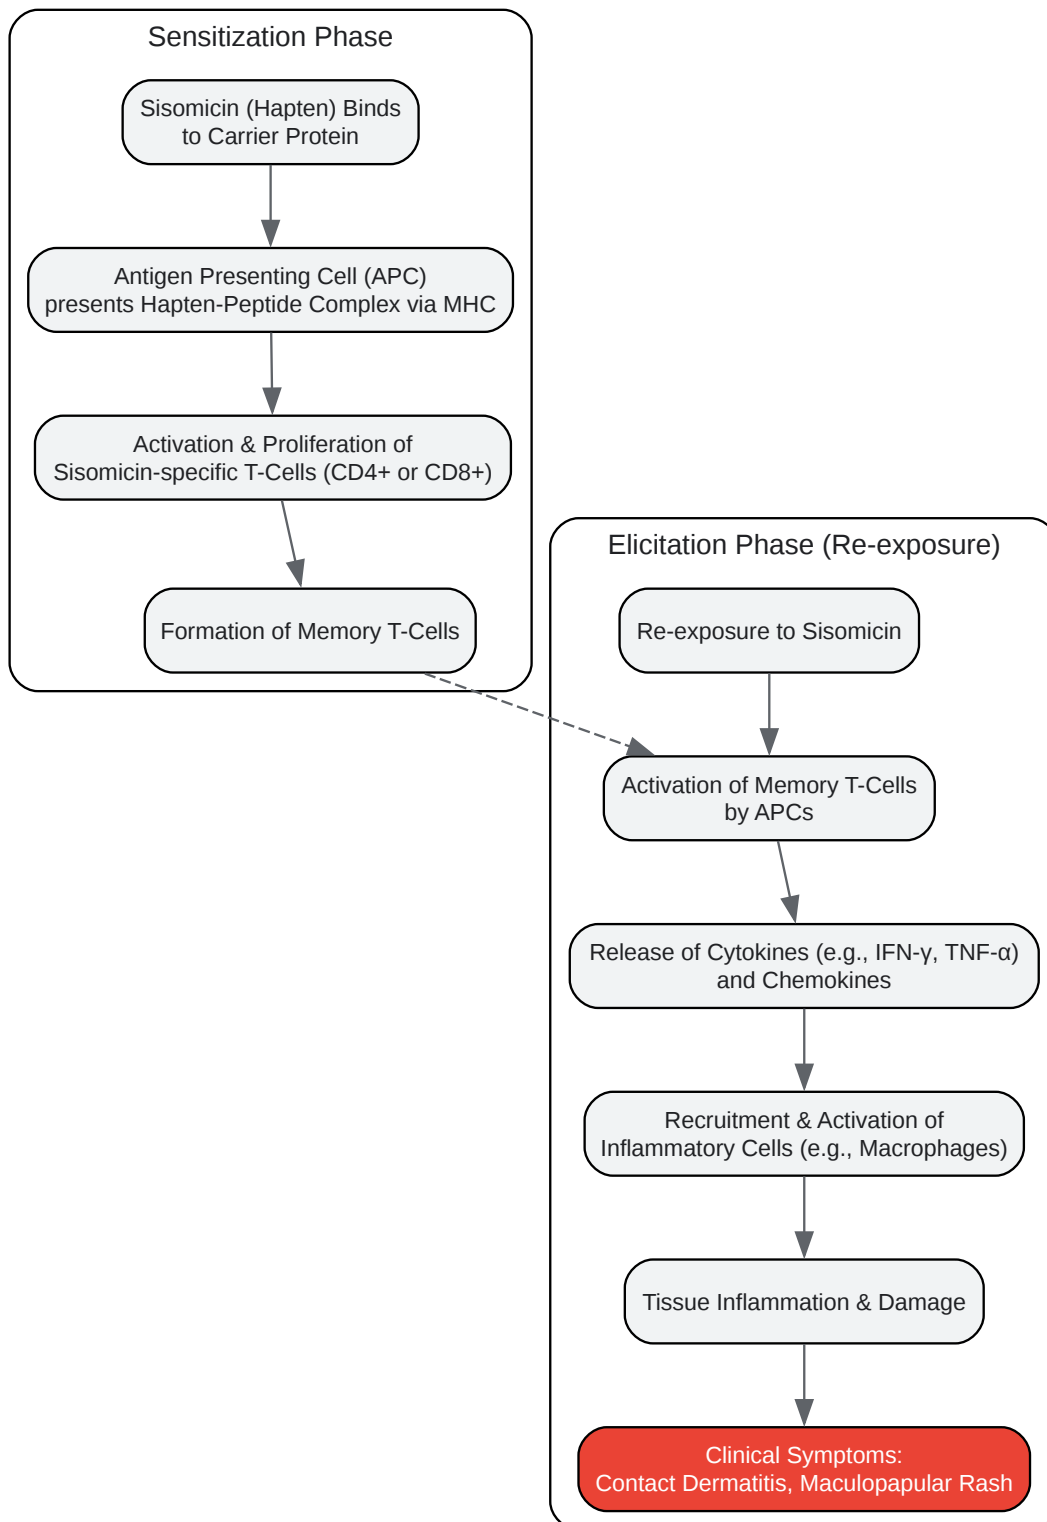 Sensitization Phase
Sisomicin (Hapten) Binds
to Carrier Protein
Antigen Presenting Cell (APC)
presents Hapten-Peptide Complex via MHC
Activation & Proliferation of
Sisomicin-specific T-Cells (CD4+ or CD8+)
Formation of Memory T-Cells
Elicitation Phase (Re-exposure)
Re-exposure to Sisomicin
Activation of Memory T-Cells
by APCs
Release of Cytokines (e.g., IFN-γ, TNF-α)
and Chemokines
Recruitment & Activation of
Inflammatory Cells (e.g., Macrophages)
Tissue Inflammation & Damage
Clinical Symptoms:
Contact Dermatitis, Maculopapular Rash